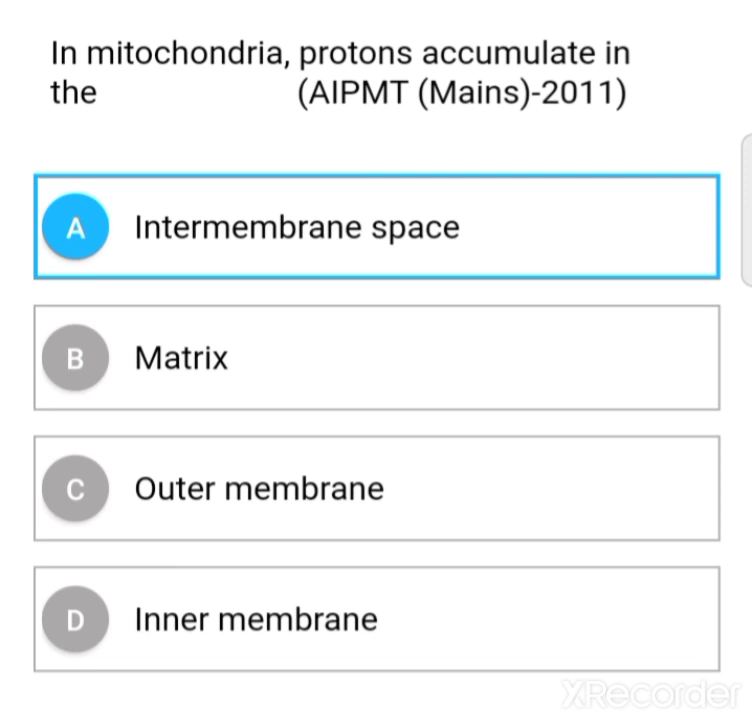 In mitochondria, protons accumulate in
the (AIPMT (Mains)-2011)
A Intermembrane space
B Matrix
C Outer membrane
D Inner membrane
XRecorder